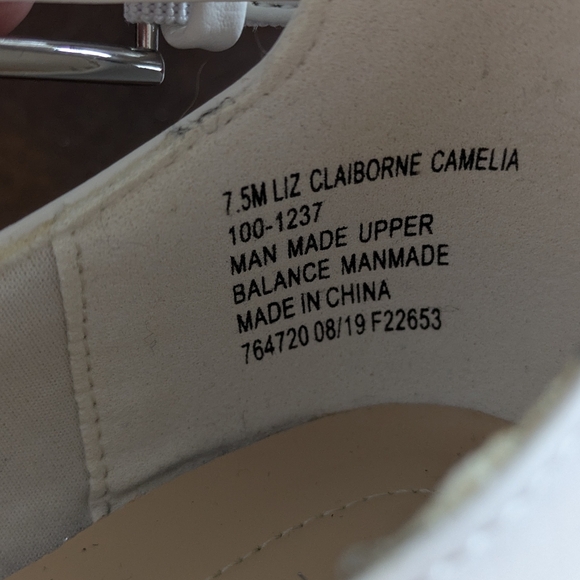 7.5M LIZ CLAIBORNE CAMELIA
100-1237
MAN MADE UPPER
BALANCE MANMADE
MADE IN CHINA
764720 08/19 F22653